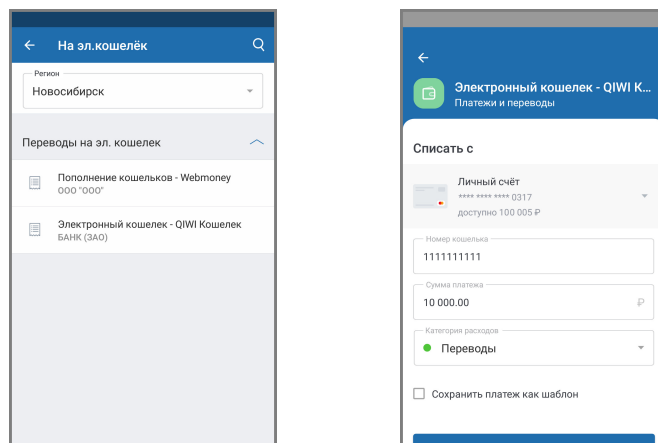 На эл.кошелёк
Регион
Новосибирск
Переводы на эл. кошелек
Пополнение кошельков - Webmoney
ООО "ООО"
Электронный кошелек - QIWI Кошелек
БАНК (ЗАО)
Электронный кошелек - QIWI К...
Платежи и переводы
Списать с
Личный счёт
**** **** **** 0317
доступно 100 005 ₽
Номер кошелька
1111111111
Сумма платежа
10 000.00 ₽
Категория расходов
Переводы
Сохранить платеж как шаблон